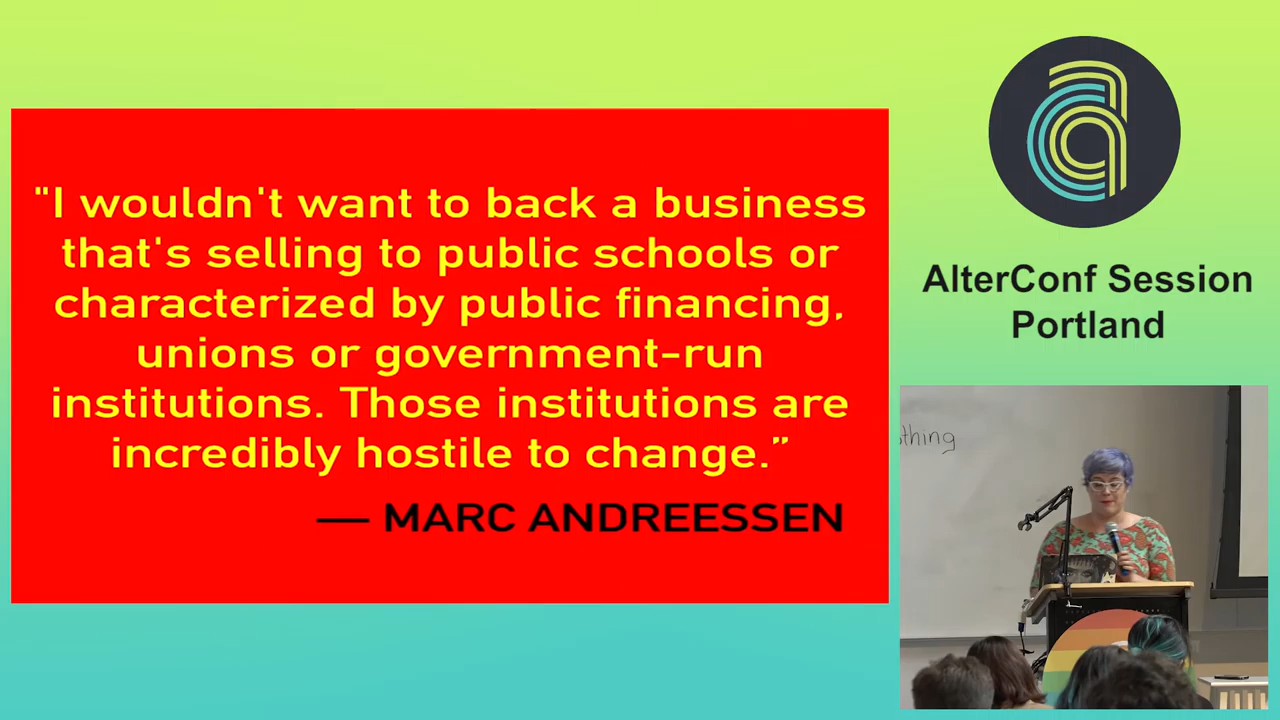 "I wouldn't want to back a business
that's selling to public schools or
characterized by public financing,
unions or government-run
institutions. Those institutions are
incredibly hostile to change.”
— MARC ANDREESSEN
AlterConf Session
Portland